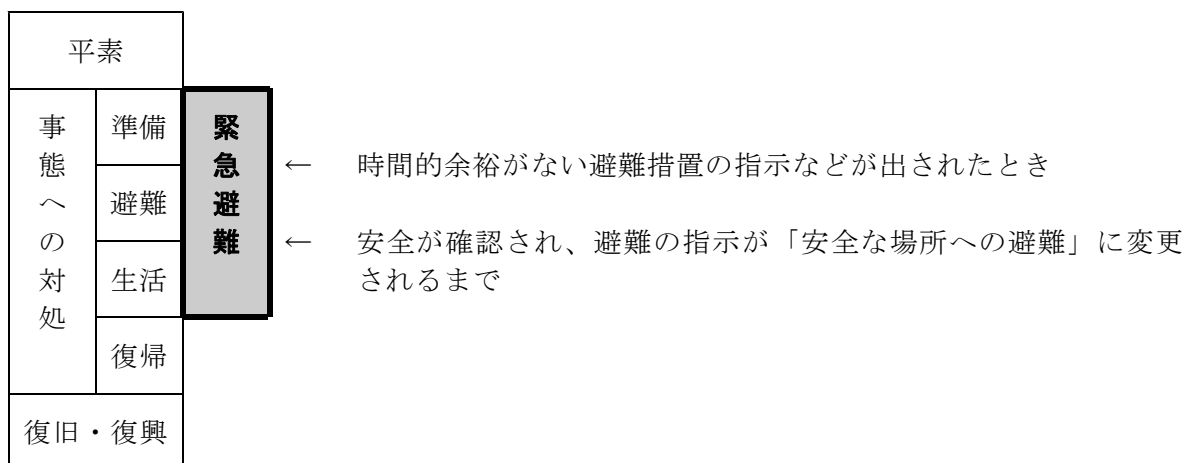 平素
事態への対処
準備
避難
生活
復帰
緊急避難
← 時間的余裕がない避難措置の指示などが出されたとき
← 安全が確認され、避難の指示が「安全な場所への避難」に変更
されるまで
復旧・復興